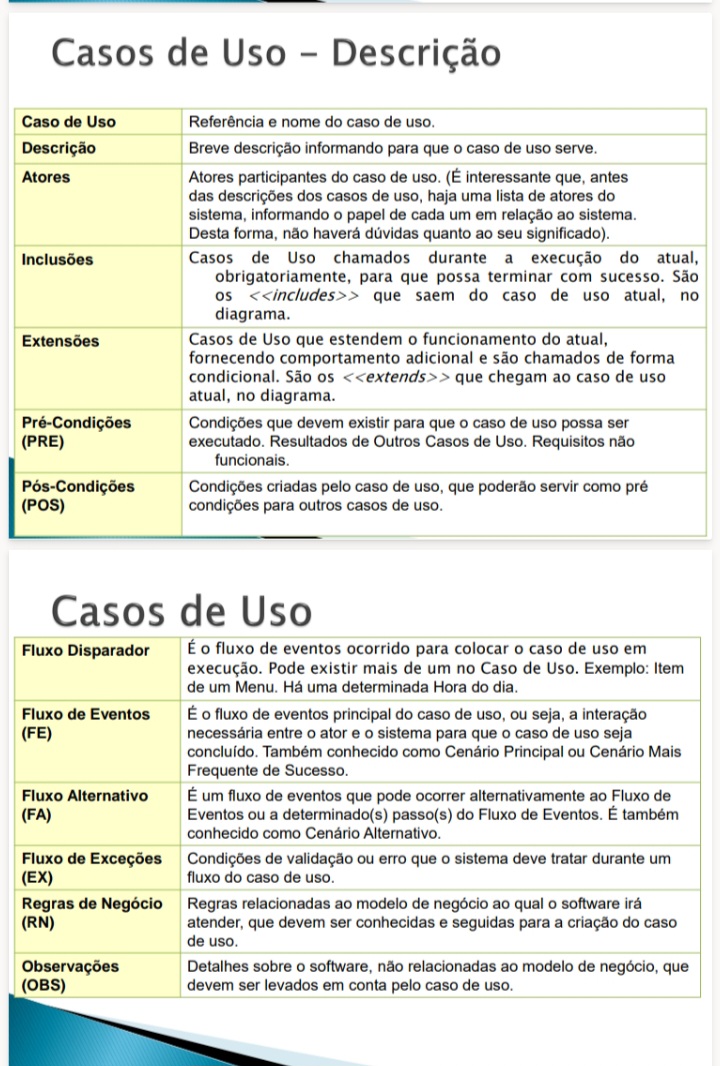 Casos de Uso – Descrição
Caso de Uso
Referência e nome do caso de uso.
Descrição
Breve descrição informando para que o caso de uso serve.
Atores
Atores participantes do caso de uso. (É interessante que, antes
das descrições dos casos de uso, haja uma lista de atores do
sistema, informando o papel de cada um em relação ao sistema.
Desta forma, não haverá dúvidas quanto ao seu significado).
Inclusões
Casos de Uso chamados durante a execução do atual,
obrigatoriamente, para que possa terminar com sucesso. São
os <<includes>> que saem do caso de uso atual, no
diagrama.
Extensões
Casos de Uso que estendem o funcionamento do atual,
fornecendo comportamento adicional e são chamados de forma
condicional. São os <<extends>> que chegam ao caso de uso
atual, no diagrama.
Pré-Condições
(PRE)
Condições que devem existir para que o caso de uso possa ser
executado. Resultados de Outros Casos de Uso. Requisitos não
funcionais.
Pós-Condições
(POS)
Condições criadas pelo caso de uso, que poderão servir como pré
condições para outros casos de uso.
Casos de Uso
Fluxo Disparador
É o fluxo de eventos ocorrido para colocar o caso de uso em
execução. Pode existir mais de um no Caso de Uso. Exemplo: Item
de um Menu. Há uma determinada Hora do dia.
Fluxo de Eventos
(FE)
É o fluxo de eventos principal do caso de uso, ou seja, a interação
necessária entre o ator e o sistema para que o caso de uso seja
concluído. Também conhecido como Cenário Principal ou Cenário Mais
Frequente de Sucesso.
Fluxo Alternativo
(FA)
É um fluxo de eventos que pode ocorrer alternativamente ao Fluxo de
Eventos ou a determinado(s) passo(s) do Fluxo de Eventos. É também
conhecido como Cenário Alternativo.
Fluxo de Exceções
(EX)
Condições de validação ou erro que o sistema deve tratar durante um
fluxo do caso de uso.
Regras de Negócio
(RN)
Regras relacionadas ao modelo de negócio ao qual o software irá
atender, que devem ser conhecidas e seguidas para a criação do caso
de uso.
Observações
(OBS)
Detalhes sobre o software, não relacionadas ao modelo de negócio, que
devem ser levados em conta pelo caso de uso.